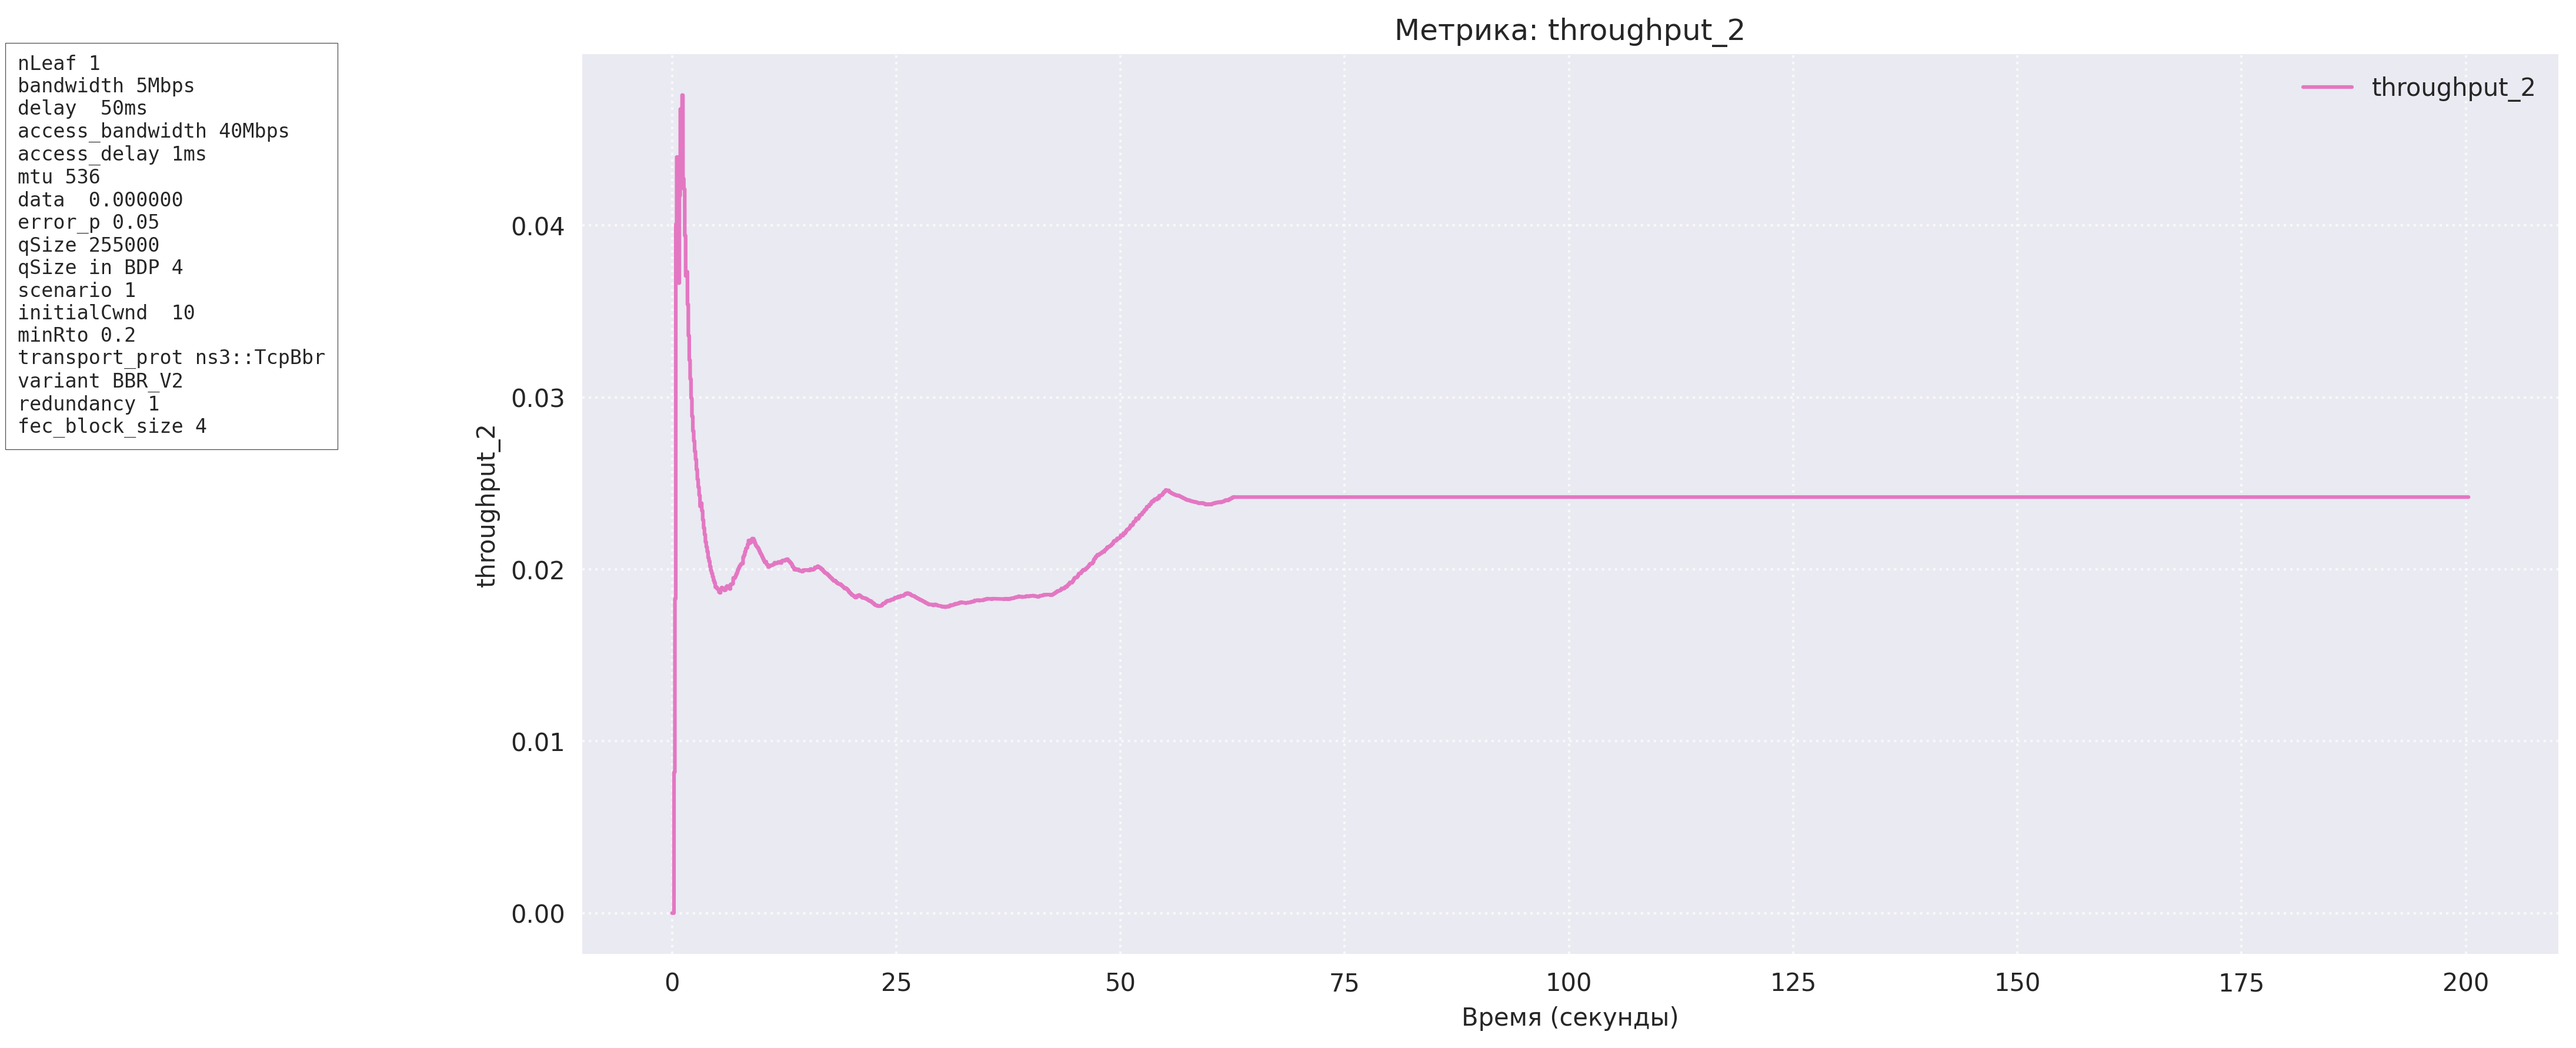 Метрика: throughput_2
nLeaf 1
bandwidth 5Mbps
delay  50ms
access_bandwidth 40Mbps
access_delay 1ms
mtu 536
data  0.000000
error_p 0.05
qSize 255000
qSize in BDP 4
scenario 1
initialCwnd  10
minRto 0.2
transport_prot ns3::TcpBbr
variant BBR_V2
redundancy 1
fec_block_size 4
throughput_2
throughput_2
0.04
0.03
0.02
0.01
0.00
0 25 50 75 100 125 150 175 200
Время (секунды)